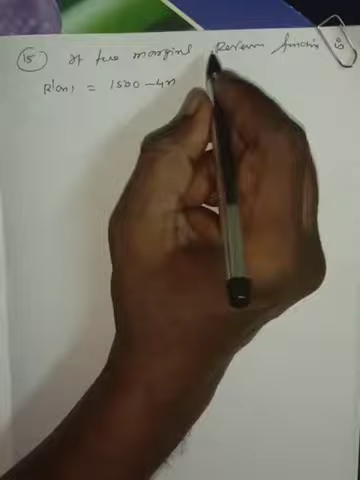 (15) If the marginal Revenue function is
R'(x) = 1500 - 4x